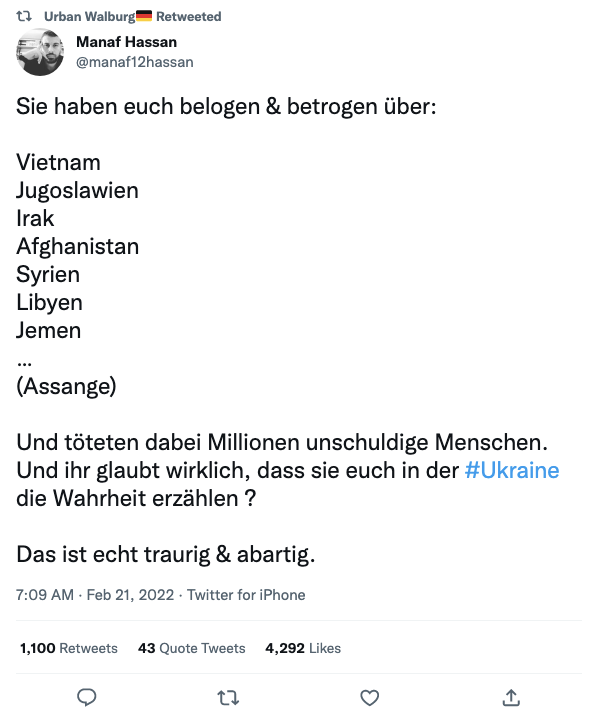 Urban Walburg🇩🇪 Retweeted
Manaf Hassan
@manaf12hassan
Sie haben euch belogen & betrogen über:
Vietnam
Jugoslawien
Irak
Afghanistan
Syrien
Libyen
Jemen
...
(Assange)
Und töteten dabei Millionen unschuldige Menschen.
Und ihr glaubt wirklich, dass sie euch in der #Ukraine
die Wahrheit erzählen ?
Das ist echt traurig & abartig.
7:09 AM · Feb 21, 2022 · Twitter for iPhone
1,100 Retweets 43 Quote Tweets 4,292 Likes